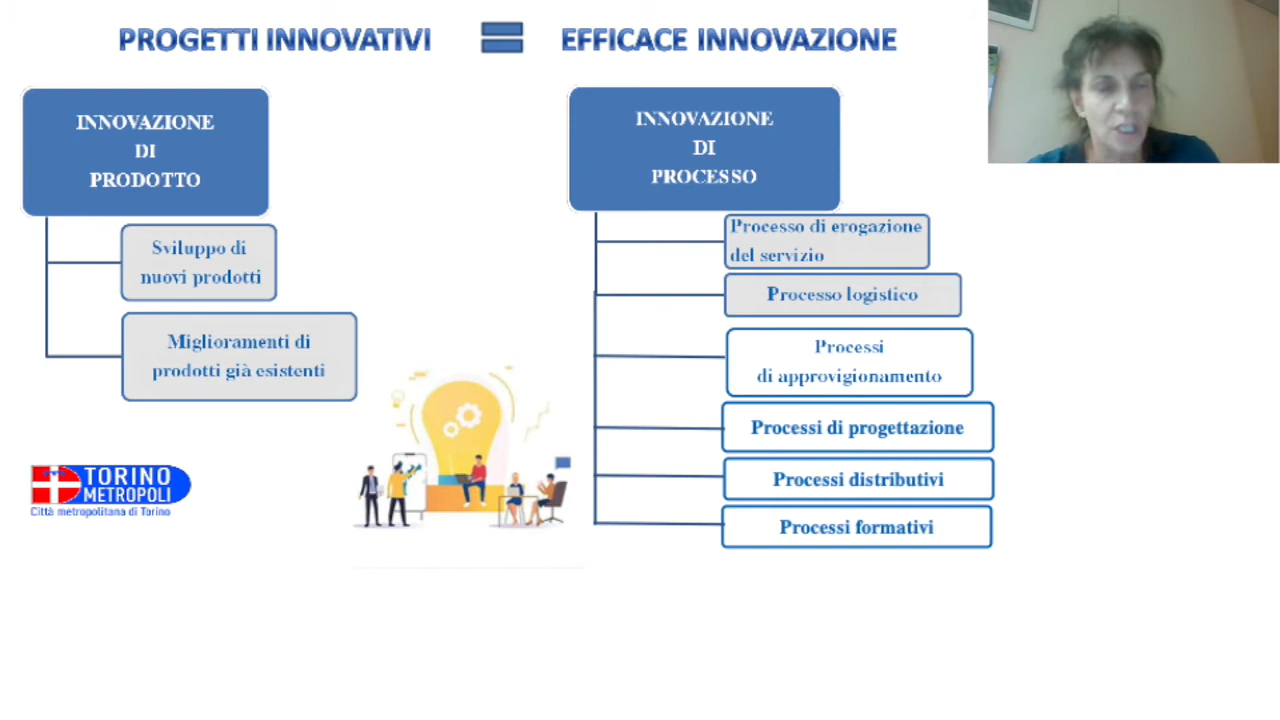 PROGETTI INNOVATIVI = EFFICACE INNOVAZIONE
INNOVAZIONE
DI
PRODOTTO
Sviluppo di
nuovi prodotti
Miglioramenti di
prodotti già esistenti
TORINO
METROPOLI
Città metropolitana di Torino
INNOVAZIONE
DI
PROCESSO
Processo di erogazione
del servizio
Processo logistico
Processi
di approvigionamento
Processi di progettazione
Processi distributivi
Processi formativi